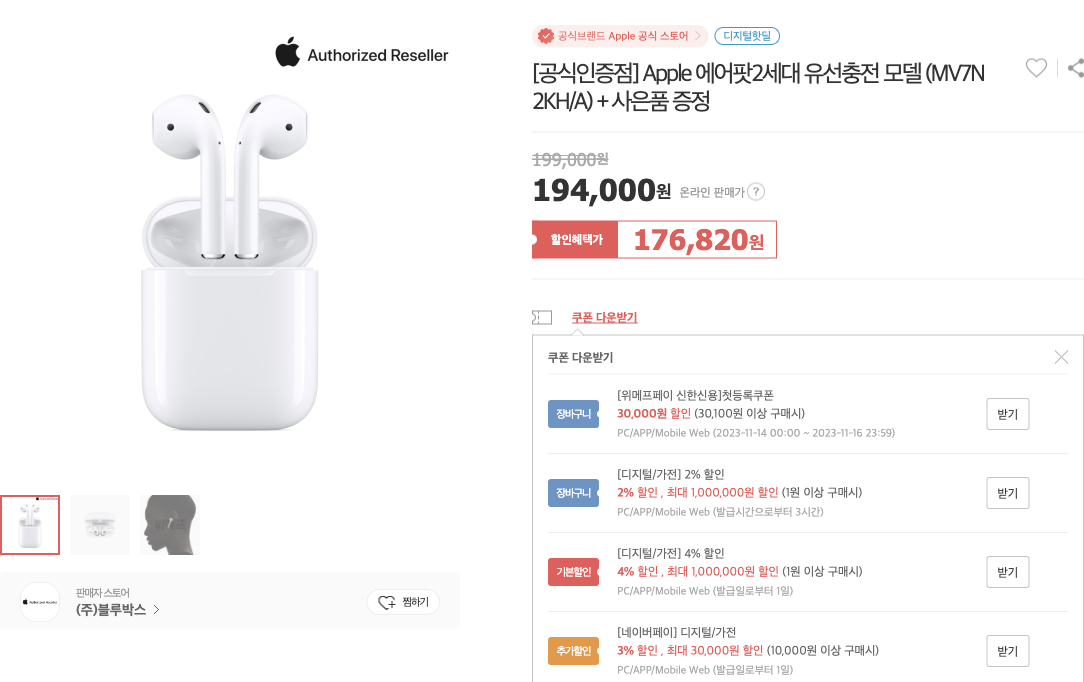 Authorized Reseller
공식브랜드 Apple 공식 스토어
디지털핫딜
[공식인증점] Apple 에어팟2세대 유선충전 모델 (MV7N
2KH/A) + 사은품 증정
199,000원
194,000원 온라인 판매가 ?
할인혜택가 176,820원
쿠폰 다운받기
쿠폰 다운받기
장바구니
[위메프페이 신한신용]첫등록쿠폰
30,000원 할인 (30,100원 이상 구매시)
PC/APP/Mobile Web (2023-11-14 00:00 ~ 2023-11-16 23:59)
받기
장바구니
[디지털/가전] 2% 할인
2% 할인 , 최대 1,000,000원 할인 (1원 이상 구매시)
PC/APP/Mobile Web (발급시간으로부터 3시간)
받기
기본할인
[디지털/가전] 4% 할인
4% 할인 , 최대 1,000,000원 할인 (1원 이상 구매시)
PC/APP/Mobile Web (발급일로부터 1일)
받기
추가할인
[네이버페이] 디지털/가전
3% 할인 , 최대 30,000원 할인 (10,000원 이상 구매시)
PC/APP/Mobile Web (발급일로부터 1일)
받기
Authorized Reseller
판매자 스토어
(주)블루박스
찜하기